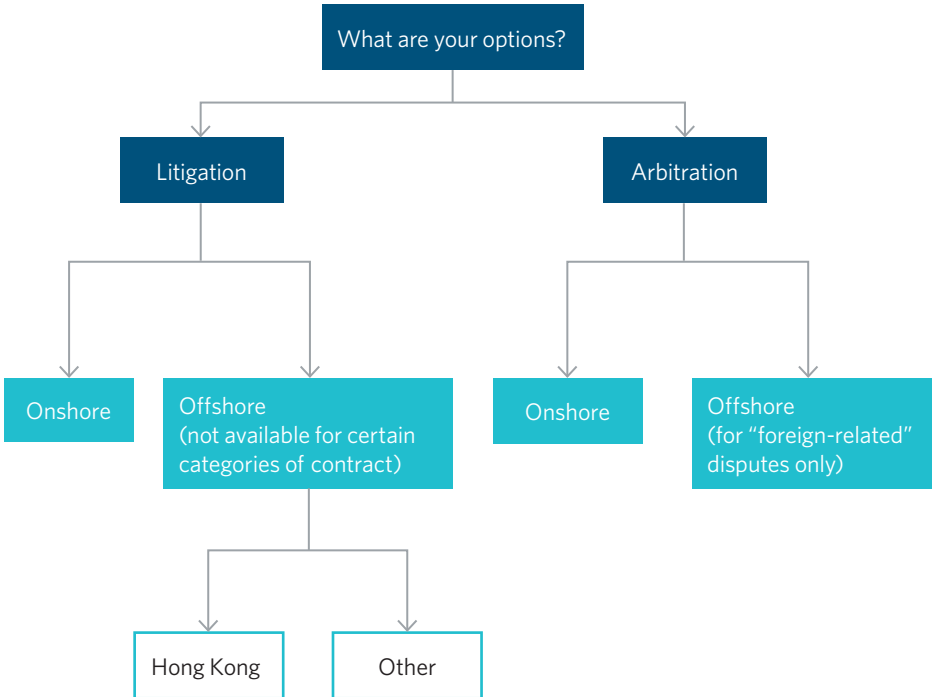 What are your options?
Litigation
Arbitration
Onshore
Offshore
(not available for certain
categories of contract)
Onshore
Offshore
(for “foreign-related”
disputes only)
Hong Kong
Other